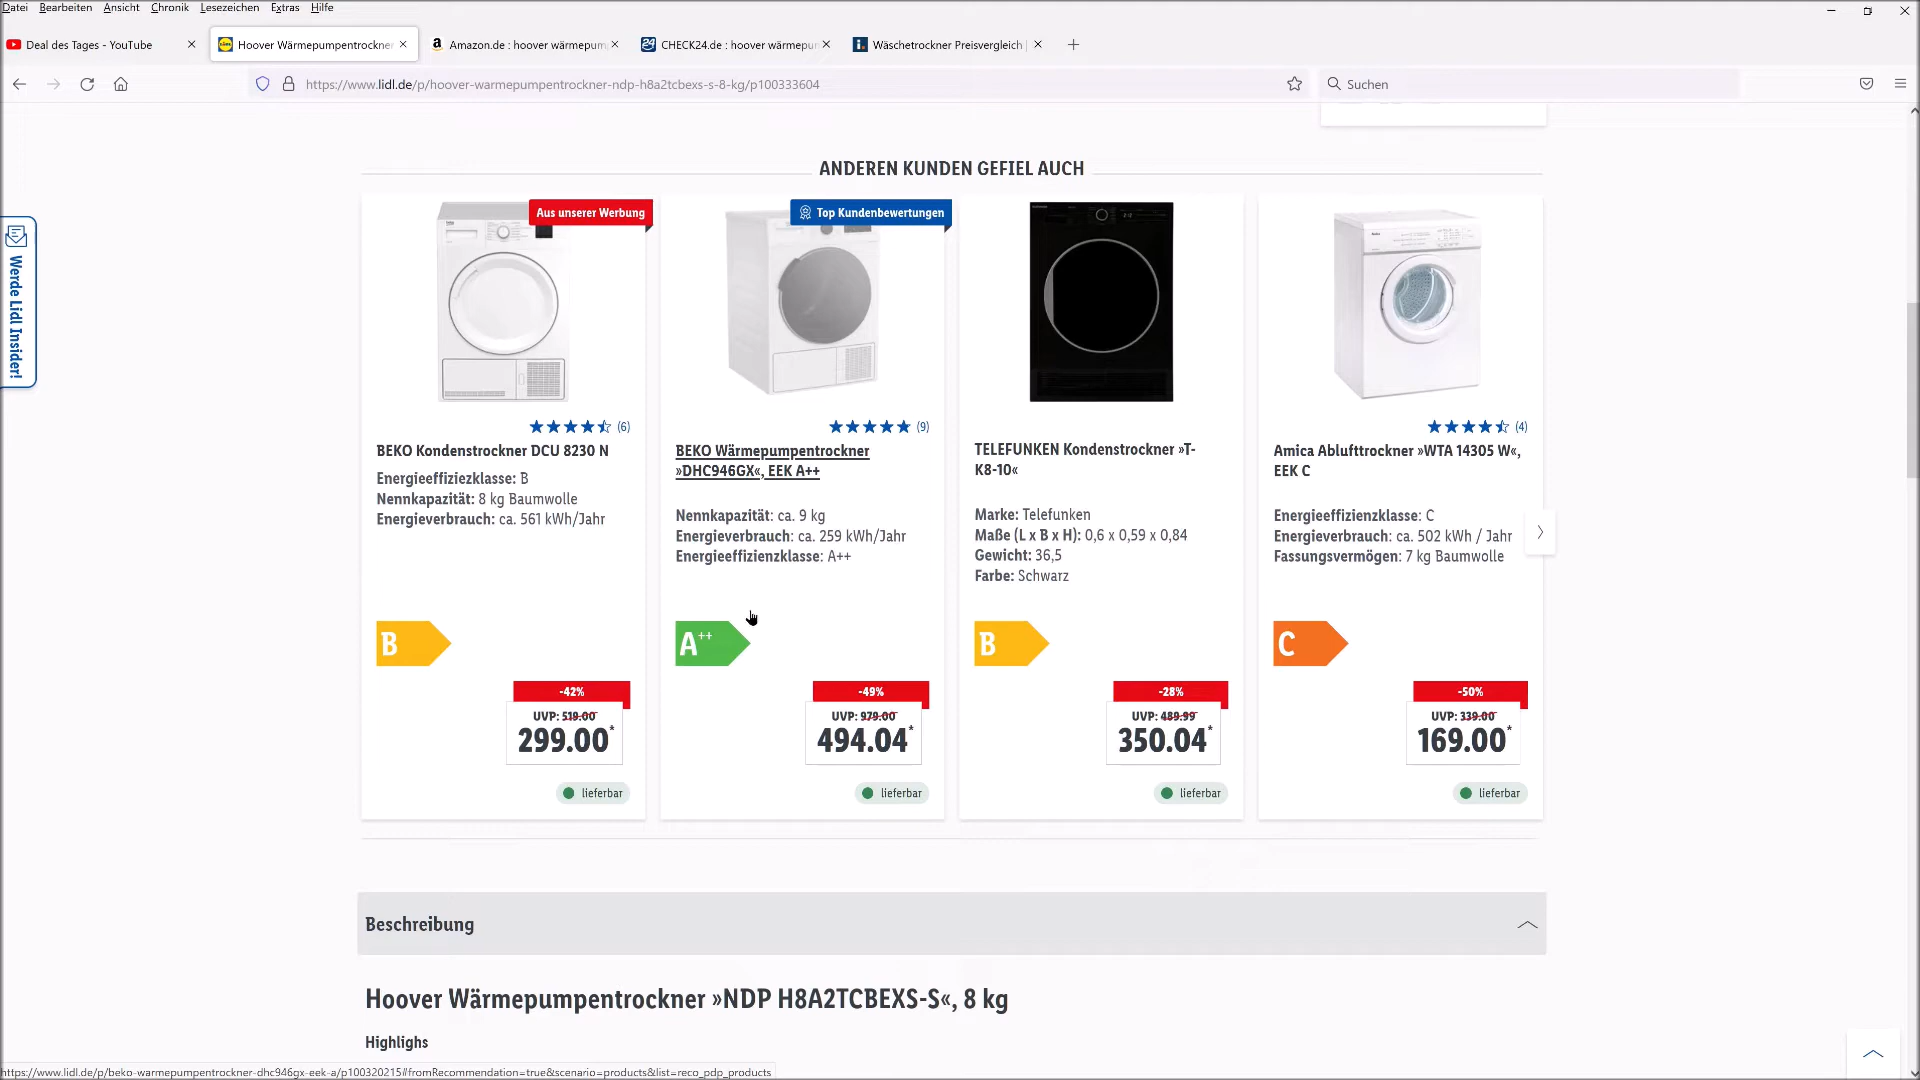 Datei Bearbeiten Ansicht Chronik Lesezeichen Extras Hilfe
Deal des Tages - YouTube
Hoover Wärmepumpentrockner
Amazon.de : hoover wärmepum
CHECK24.de : hoover wärmepur
Wäschetrockner Preisvergleich |
https://www.lidl.de/p/hoover-warmepumpentrockner-ndp-h8a2tcbexs-s-8-kg/p100333604
Suchen
Werde Lidl Insider!
ANDEREN KUNDEN GEFIEL AUCH
Aus unserer Werbung
(6)
BEKO Kondenstrockner DCU 8230 N
Energieeffiziezklasse: B
Nennkapazität: 8 kg Baumwolle
Energieverbrauch: ca. 561 kWh/Jahr
B
-42%
UVP: 519.00
299.00*
lieferbar
Top Kundenbewertungen
(9)
BEKO Wärmepumpentrockner
»DHC946GX«, EEK A++
Nennkapazität: ca. 9 kg
Energieverbrauch: ca. 259 kWh/Jahr
Energieeffizienzklasse: A++
A++
-49%
UVP: 979.00
494.04*
lieferbar
TELEFUNKEN Kondenstrockner »T-
K8-10«
Marke: Telefunken
Maße (L x B x H): 0,6 x 0,59 x 0,84
Gewicht: 36,5
Farbe: Schwarz
B
-28%
UVP: 489.99
350.04*
lieferbar
(4)
Amica Ablufttrockner »WTA 14305 W«,
EEK C
Energieeffizienzklasse: C
Energieverbrauch: ca. 502 kWh / Jahr
Fassungsvermögen: 7 kg Baumwolle
C
-50%
UVP: 339.00
169.00*
lieferbar
Beschreibung
Hoover Wärmepumpentrockner »NDP H8A2TCBEXS-S«, 8 kg
Highlighs
https://www.lidl.de/p/beko-warmepumpentrockner-dhc946gx-eek-a/p100320215#fromRecommendation=true&scenario=products&list=reco_pdp_products